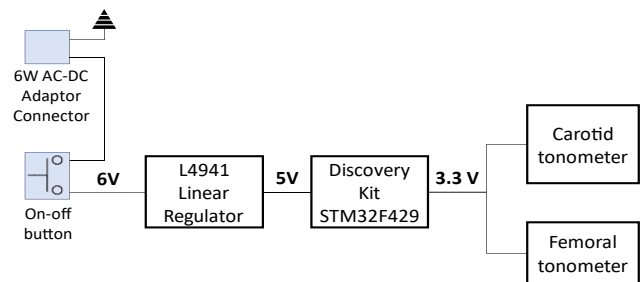 6W AC-DC
Adaptor
Connector
On-off
button
6V
L4941
Linear
Regulator
5V
Discovery
Kit
STM32F429
3.3 V
Carotid
tonometer
Femoral
tonometer